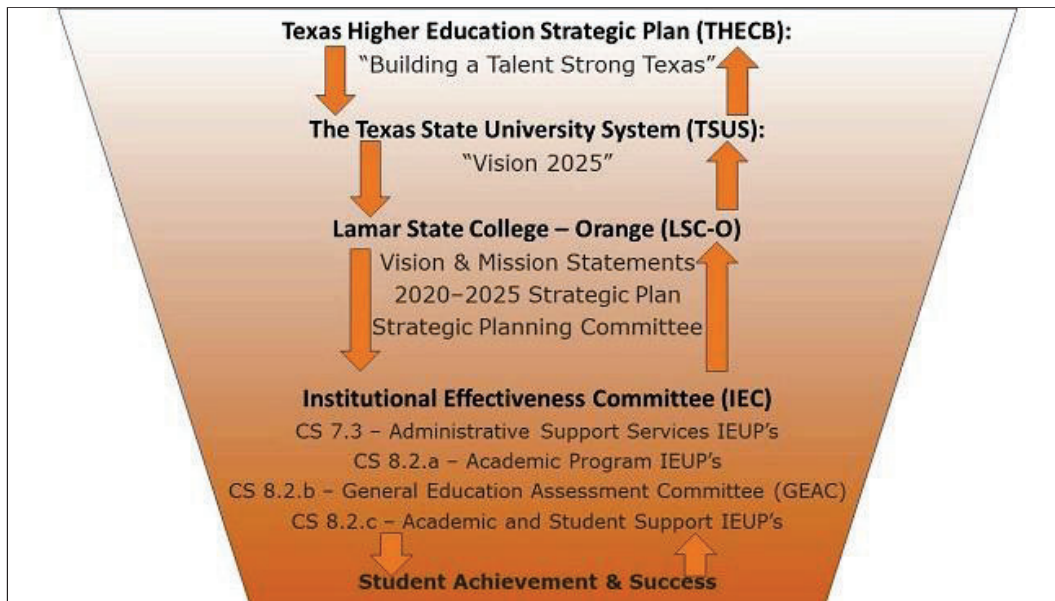 Texas Higher Education Strategic Plan (THECB):
“Building a Talent Strong Texas”
The Texas State University System (TSUS):
“Vision 2025”
Lamar State College – Orange (LSC-O)
Vision & Mission Statements
2020–2025 Strategic Plan
Strategic Planning Committee
Institutional Effectiveness Committee (IEC)
CS 7.3 – Administrative Support Services IEUP’s
CS 8.2.a – Academic Program IEUP’s
CS 8.2.b – General Education Assessment Committee (GEAC)
CS 8.2.c – Academic and Student Support IEUP’s
Student Achievement & Success